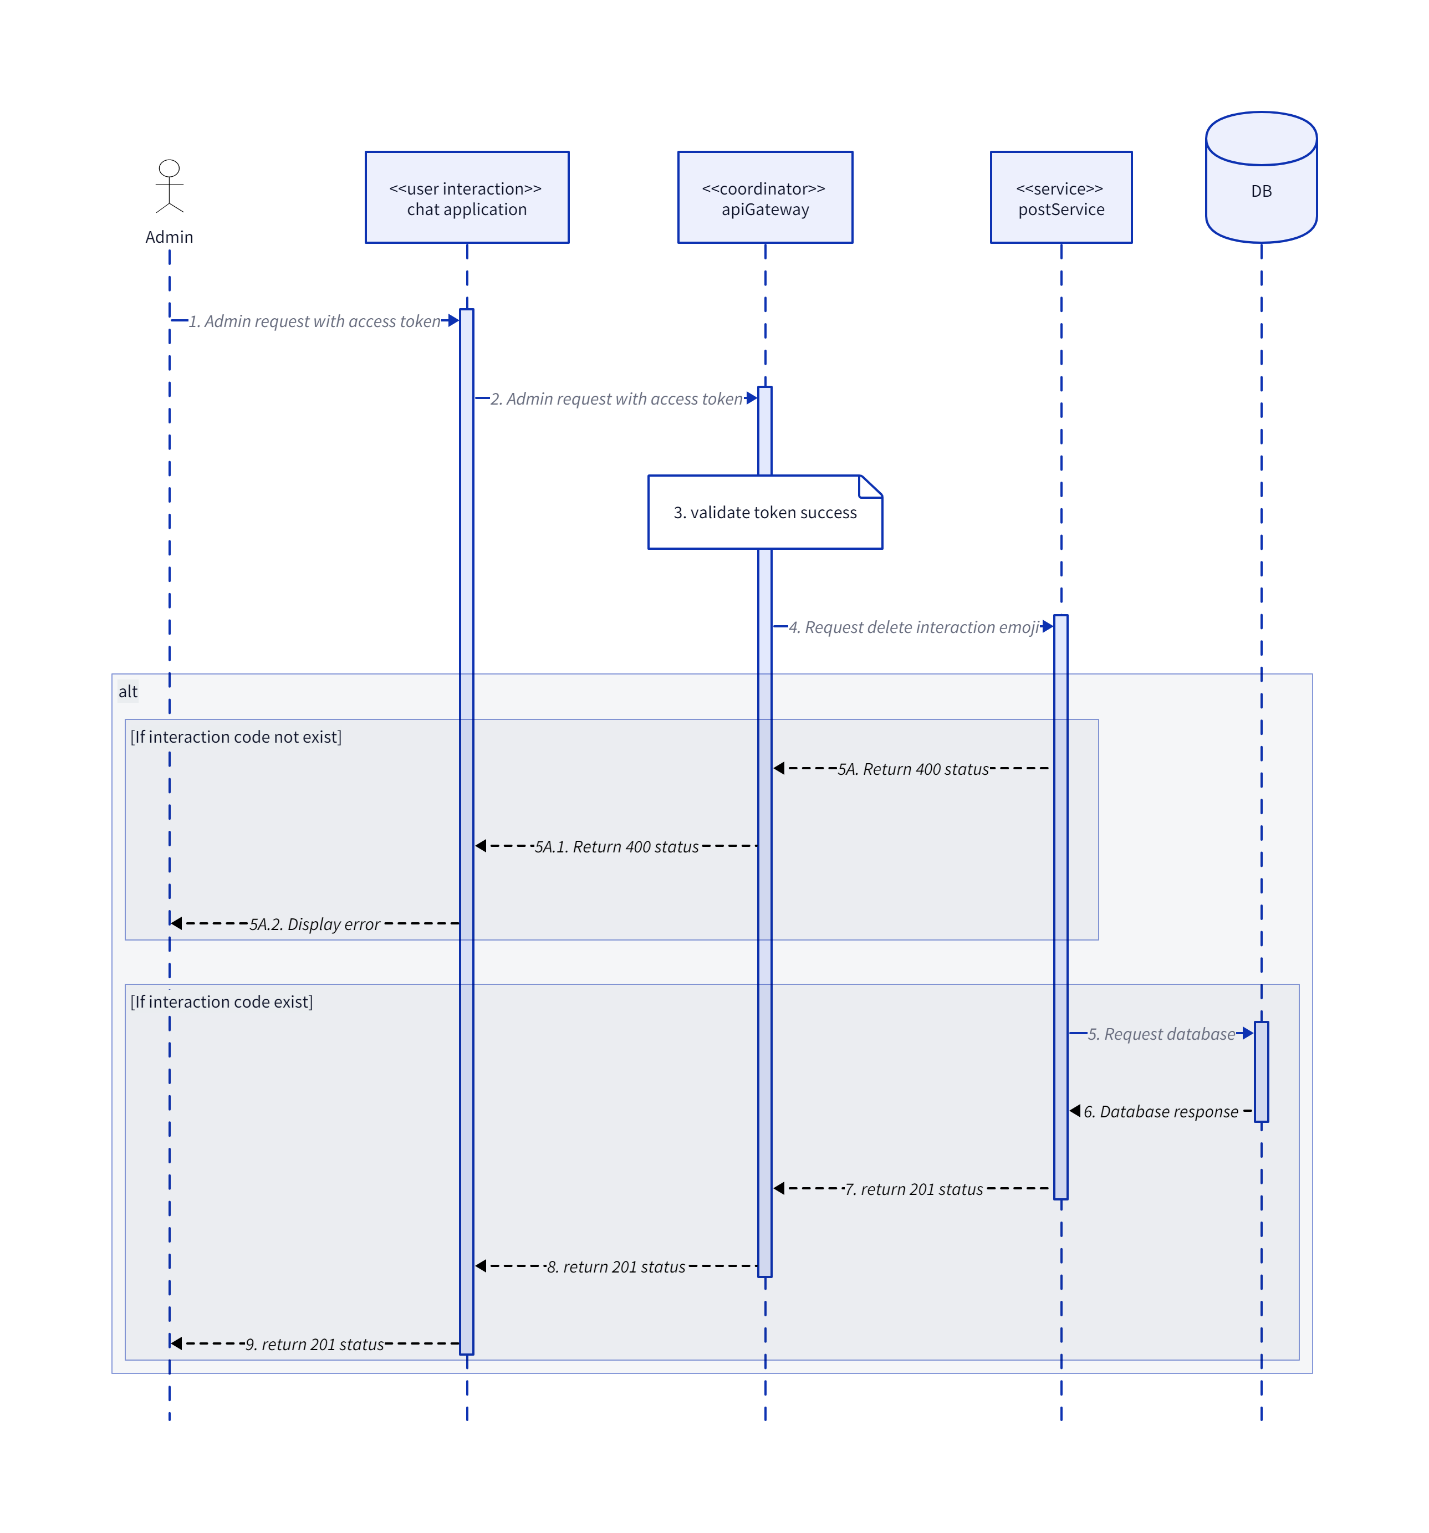 Admin
<<user interaction>>
chat application
<<coordinator>>
apiGateway
<<service>>
postService
DB
1. Admin request with access token
2. Admin request with access token
3. validate token success
4. Request delete interaction emoji
alt
[If interaction code not exist]
5A. Return 400 status
5A.1. Return 400 status
5A.2. Display error
[If interaction code exist]
5. Request database
6. Database response
7. return 201 status
8. return 201 status
9. return 201 status